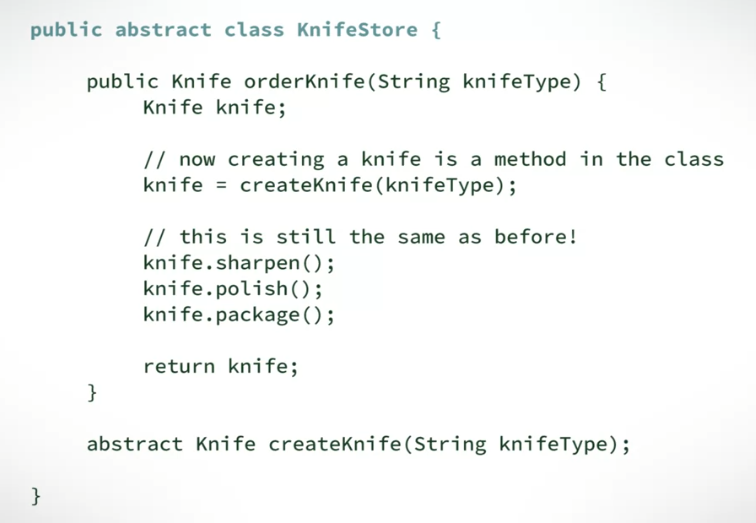 public abstract class KnifeStore {
public Knife orderKnife(String knifeType) {
Knife knife;
// now creating a knife is a method in the class
knife = createKnife(knifeType);
// this is still the same as before!
knife.sharpen();
knife.polish();
knife.package();
return knife;
}
abstract Knife createKnife(String knifeType);
}